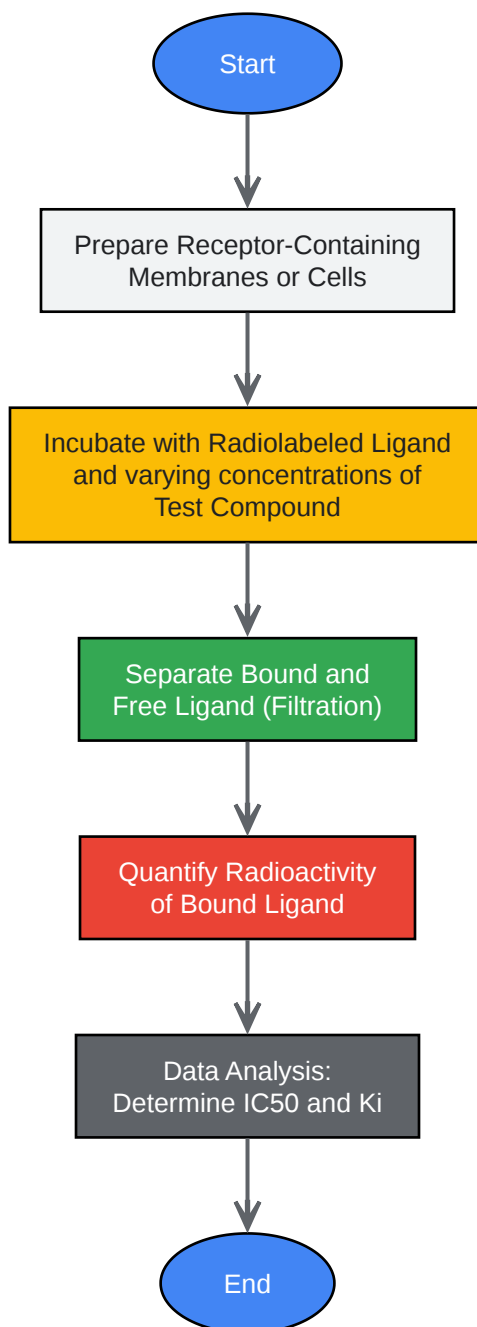 Start
Prepare Receptor-Containing
Membranes or Cells
Incubate with Radiolabeled Ligand
and varying concentrations of
Test Compound
Separate Bound and
Free Ligand (Filtration)
Quantify Radioactivity
of Bound Ligand
Data Analysis:
Determine IC50 and Ki
End